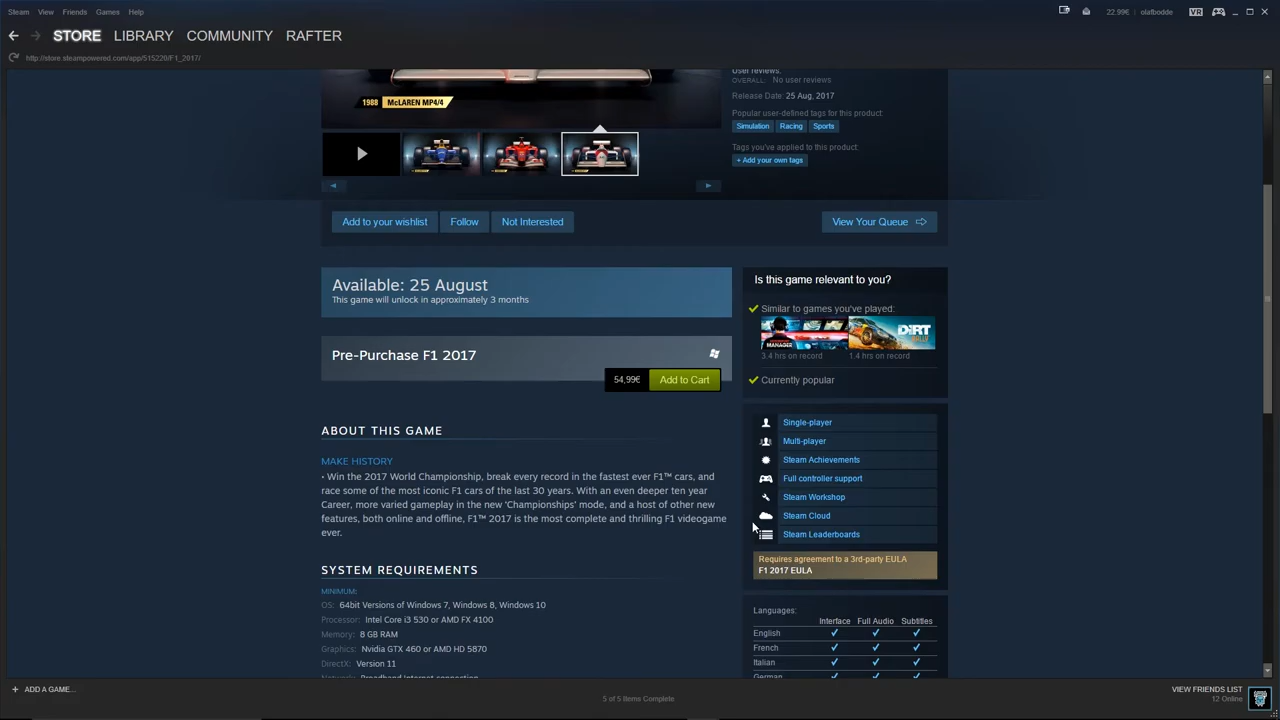 Steam View Friends Games Help
22.99€ olafbodde VR
STORE LIBRARY COMMUNITY RAFTER
http://store.steampowered.com/app/515220/F1_2017/
1988 McLAREN MP4/4
User reviews:
OVERALL: No user reviews
Release Date: 25 Aug, 2017
Popular user-defined tags for this product:
Simulation Racing Sports
Tags you've applied to this product:
+ Add your own tags
Add to your wishlist Follow Not Interested View Your Queue
Available: 25 August
This game will unlock in approximately 3 months
Pre-Purchase F1 2017
54,99€ Add to Cart
ABOUT THIS GAME
MAKE HISTORY
• Win the 2017 World Championship, break every record in the fastest ever F1™ cars, and
race some of the most iconic F1 cars of the last 30 years. With an even deeper ten year
Career, more varied gameplay in the new 'Championships' mode, and a host of other new
features, both online and offline, F1™ 2017 is the most complete and thrilling F1 videogame
ever.
SYSTEM REQUIREMENTS
MINIMUM:
OS: 64bit Versions of Windows 7, Windows 8, Windows 10
Processor: Intel Core i3 530 or AMD FX 4100
Memory: 8 GB RAM
Graphics: Nvidia GTX 460 or AMD HD 5870
DirectX: Version 11
Network: Broadband Internet connection
Is this game relevant to you?
Similar to games you've played:
MANAGER DiRT
3.4 hrs on record 1.4 hrs on record
Currently popular
Single-player
Multi-player
Steam Achievements
Full controller support
Steam Workshop
Steam Cloud
Steam Leaderboards
Requires agreement to a 3rd-party EULA
F1 2017 EULA
Languages:
Interface Full Audio Subtitles
English
French
Italian
German
+ ADD A GAME...
5 of 5 Items Complete
VIEW FRIENDS LIST
12 Online